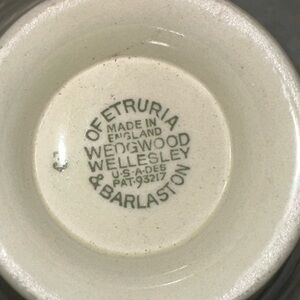 OF ETRURIA
MADE IN
ENGLAND
WEDGWOOD
WELLESLEY
U·S·A·DES
PAT·93217
& BARLASTON